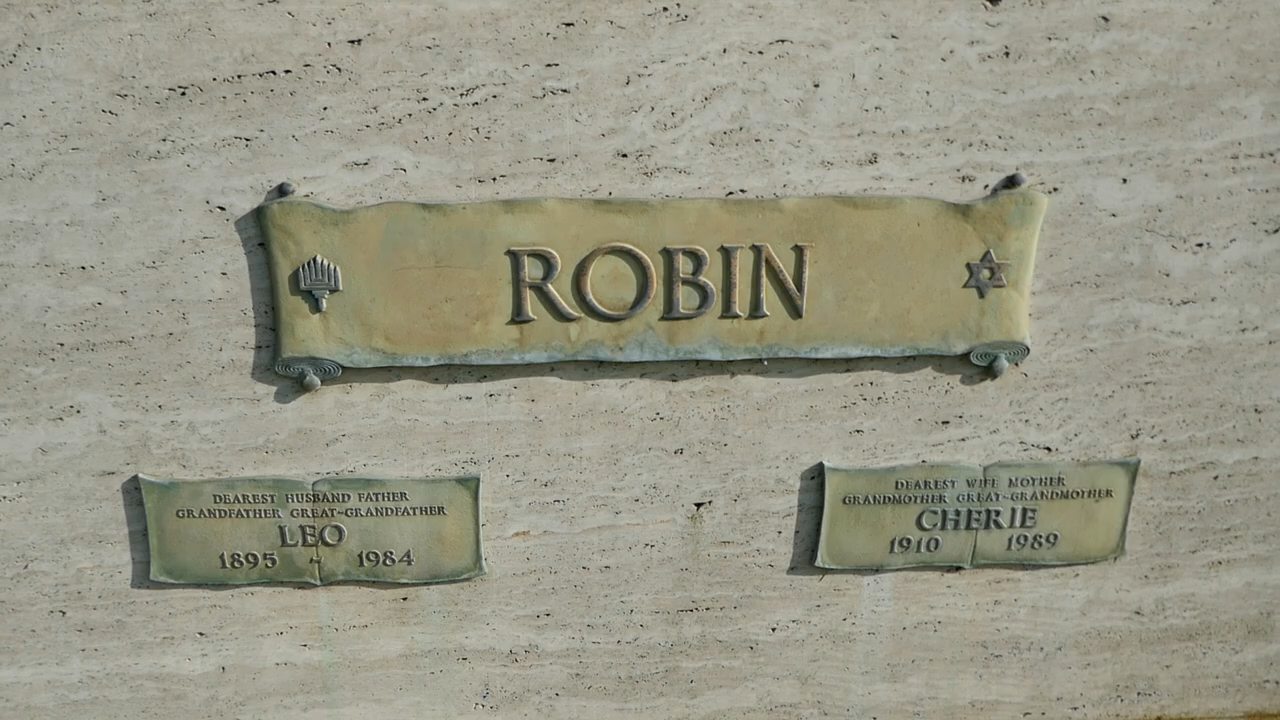 ROBIN
DEAREST HUSBAND FATHER
GRANDFATHER GREAT-GRANDFATHER
LEO
1895 ~ 1984
DEAREST WIFE MOTHER
GRANDMOTHER GREAT-GRANDMOTHER
CHERIE
1910 1989